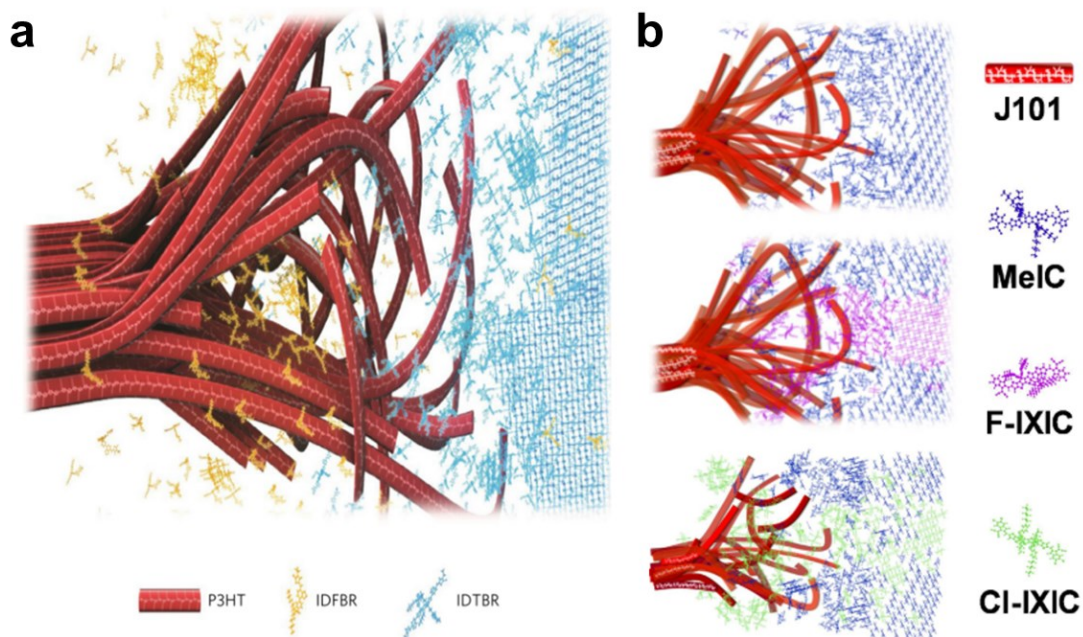 a
b
P3HT
IDFBR
IDTBR
J101
MeIC
F-IXIC
Cl-IXIC